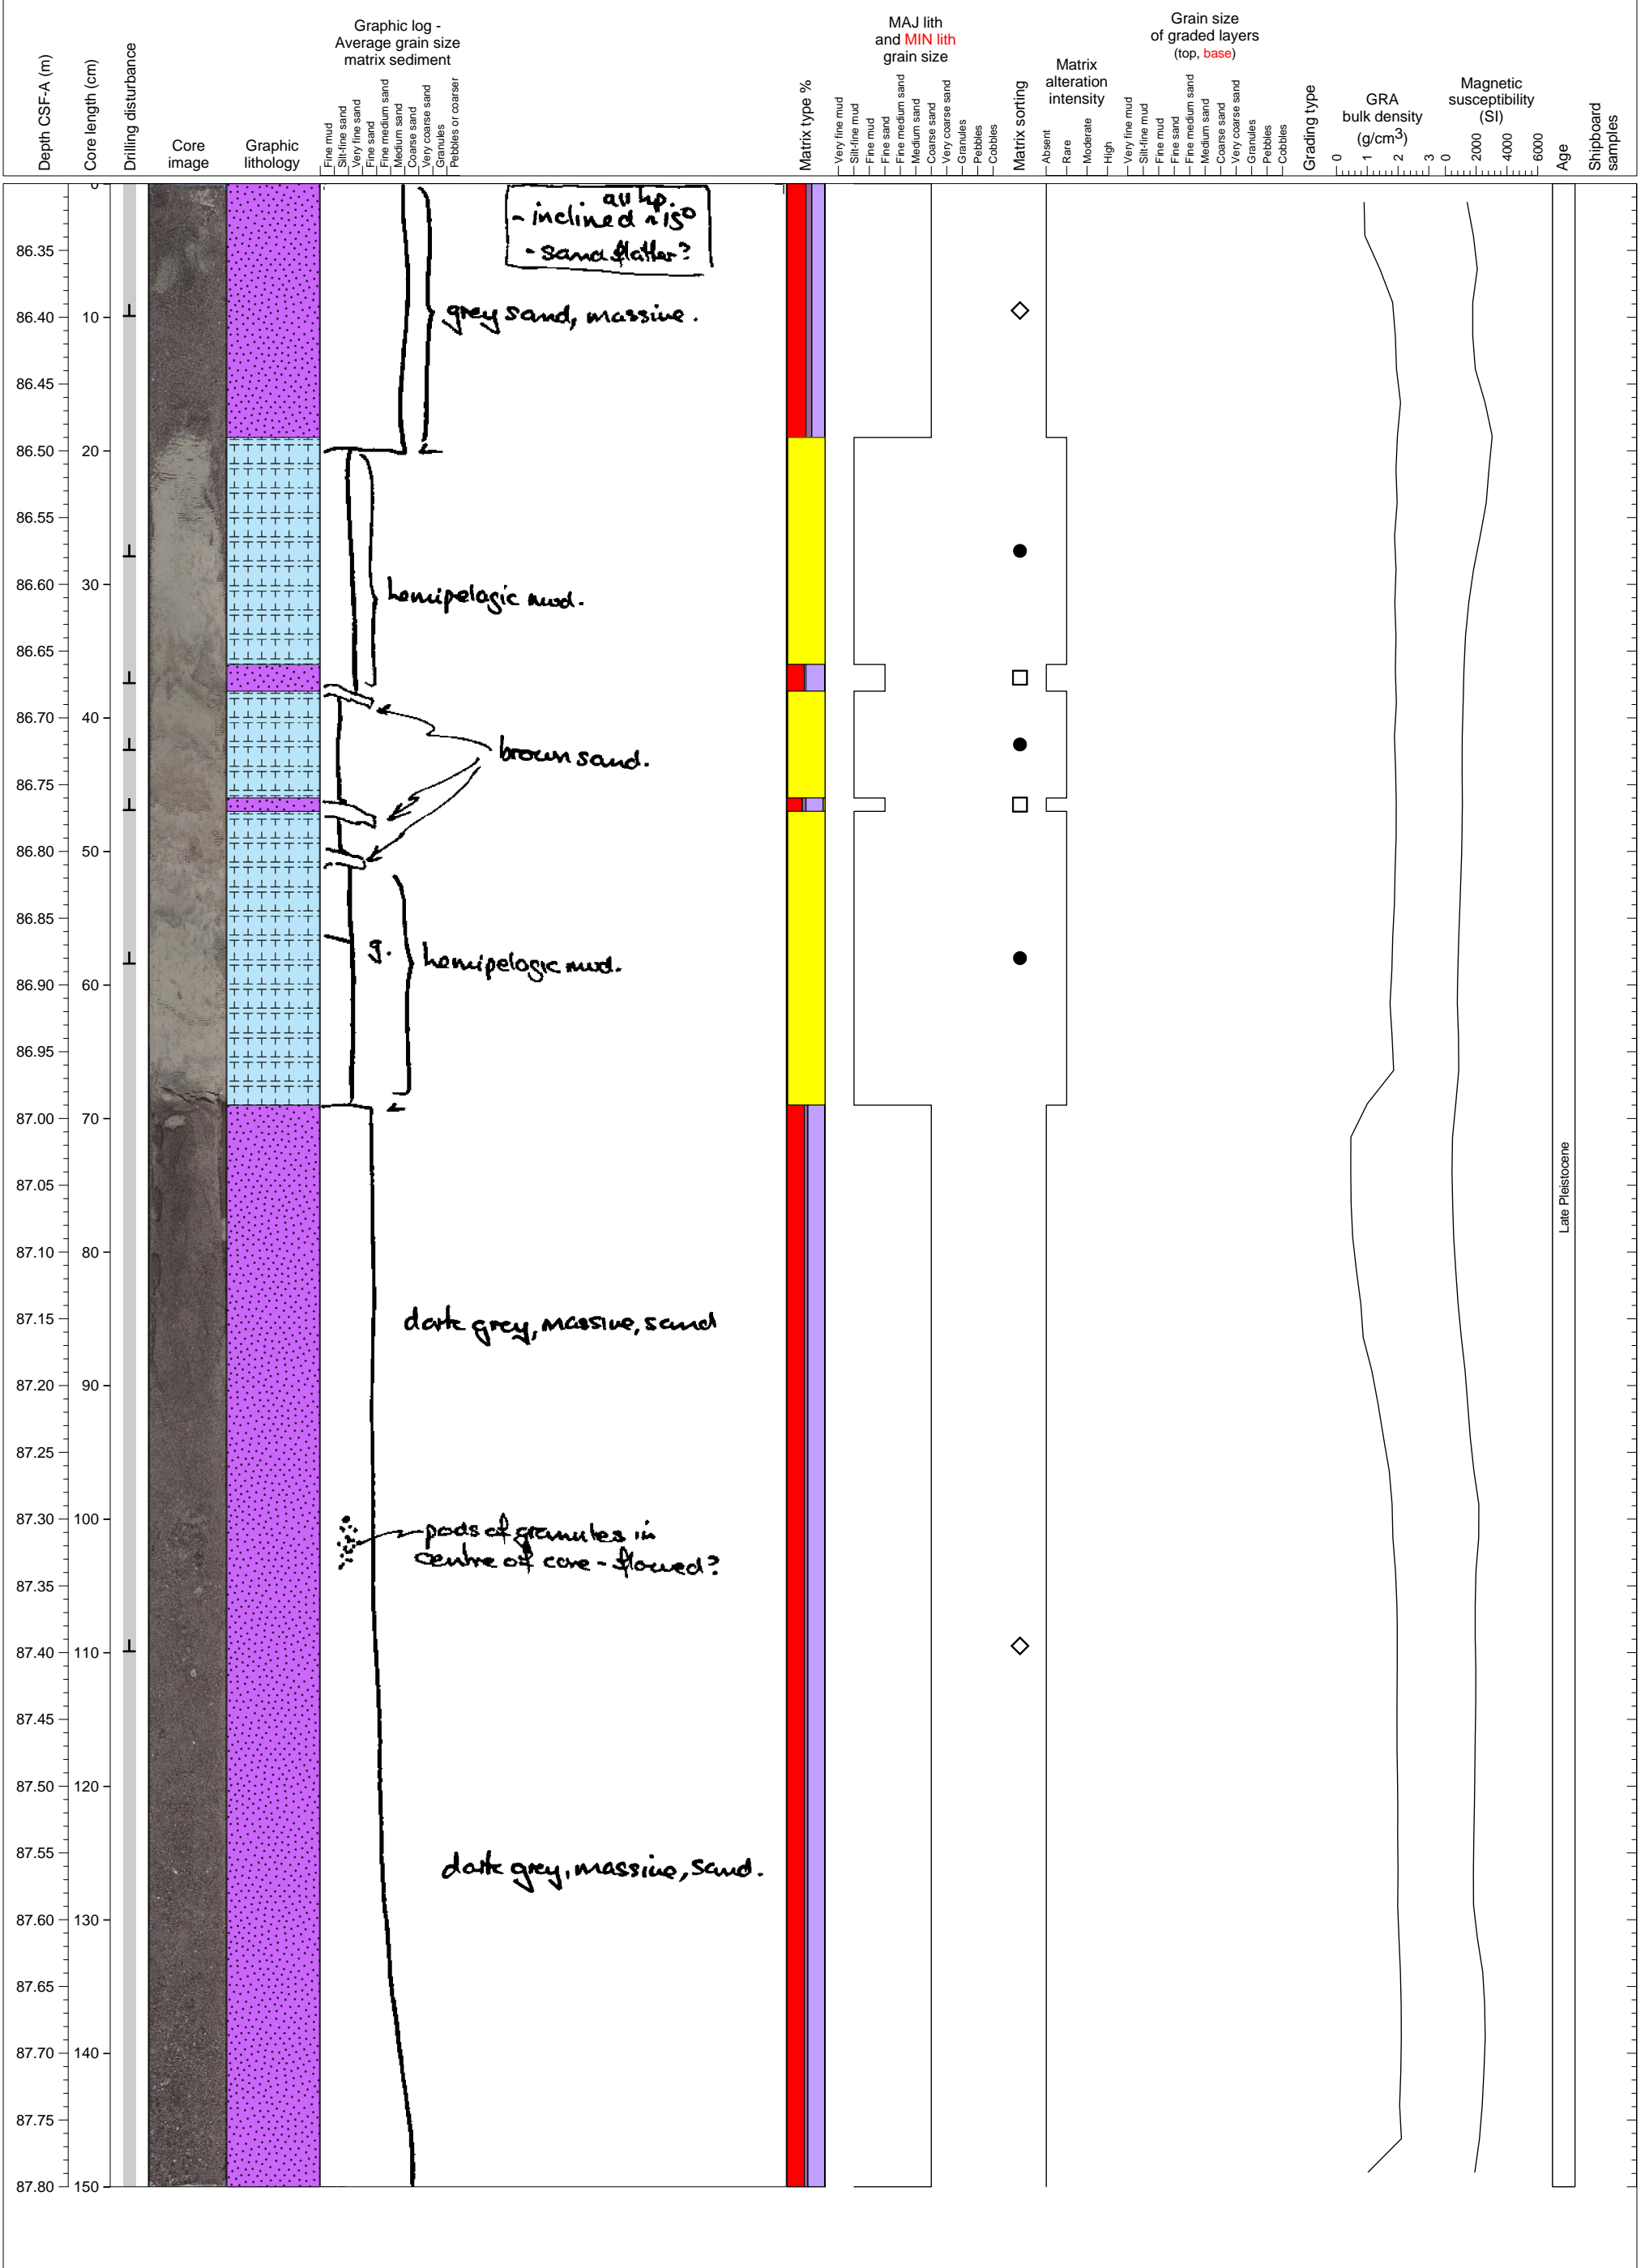 Depth CSF-A (m)
Core length (cm)
Drilling disturbance
Core
image
Graphic
lithology
Graphic log -
Average grain size
matrix sediment
Fine mud
Silt-fine sand
Very fine sand
Fine sand
Fine medium sand
Medium sand
Coarse sand
Very coarse sand
Granules
Pebbles or coarser
Matrix type %
MAJ lith
and MIN lith
grain size
Very fine mud
Silt-fine mud
Fine mud
Fine sand
Fine medium sand
Medium sand
Coarse sand
Very coarse sand
Granules
Pebbles
Cobbles
Matrix sorting
Matrix
alteration
intensity
Absent
Rare
Moderate
High
Grain size
of graded layers
(top, base)
Very fine mud
Silt-fine mud
Fine mud
Fine sand
Fine medium sand
Medium sand
Coarse sand
Very coarse sand
Granules
Pebbles
Cobbles
Grading type
GRA
bulk density
(g/cm3)
0 1 2 3
Magnetic
susceptibility
(SI)
0 2000 4000 6000
Age
Shipboard
samples
0
86.35
86.40 10
86.45
86.50 20
86.55
86.60 30
86.65
86.70 40
86.75
86.80 50
86.85
86.90 60
86.95
87.00 70
87.05
87.10 80
87.15
87.20 90
87.25
87.30 100
87.35
87.40 110
87.45
87.50 120
87.55
87.60 130
87.65
87.70 140
87.75
87.80 150
all hp.
- inclined ~15°
- sand flatter?
grey sand, massive.
hemipelagic mud.
brown sand.
g.
hemipelagic mud.
dark grey, massive, sand
pods of granules in
centre of core - flowed?
dark grey, massive, sand.
Late Pleistocene